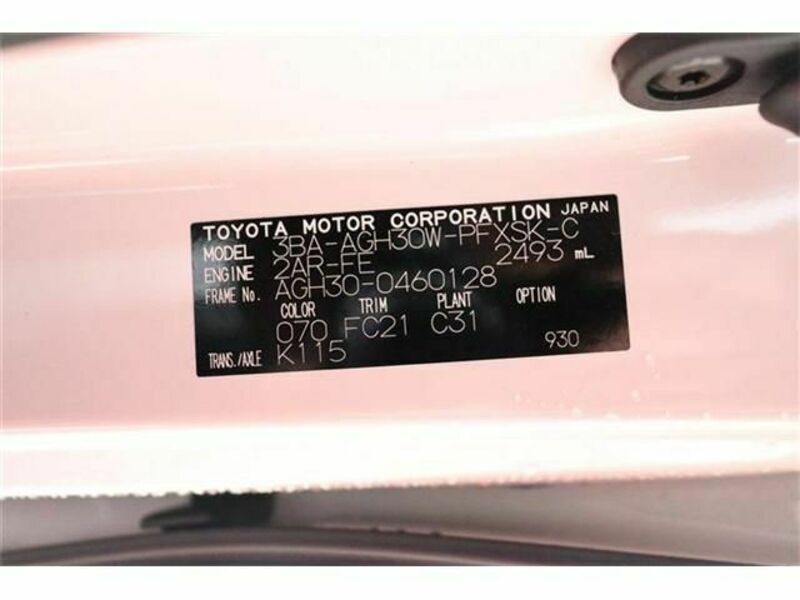 TOYOTA MOTOR CORPORATION JAPAN
MODEL 3BA-AGH30W-PFXSK-C
ENGINE 2AR-FE 2493 mL
FRAME No. AGH30-0460128
COLOR TRIM PLANT OPTION
070 FC21 C31
TRANS./AXLE K115 930